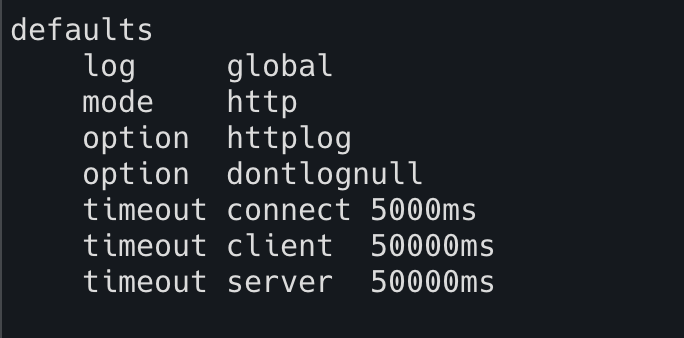 defaults
    log     global
    mode    http
    option  httplog
    option  dontlognull
    timeout connect 5000ms
    timeout client  50000ms
    timeout server  50000ms